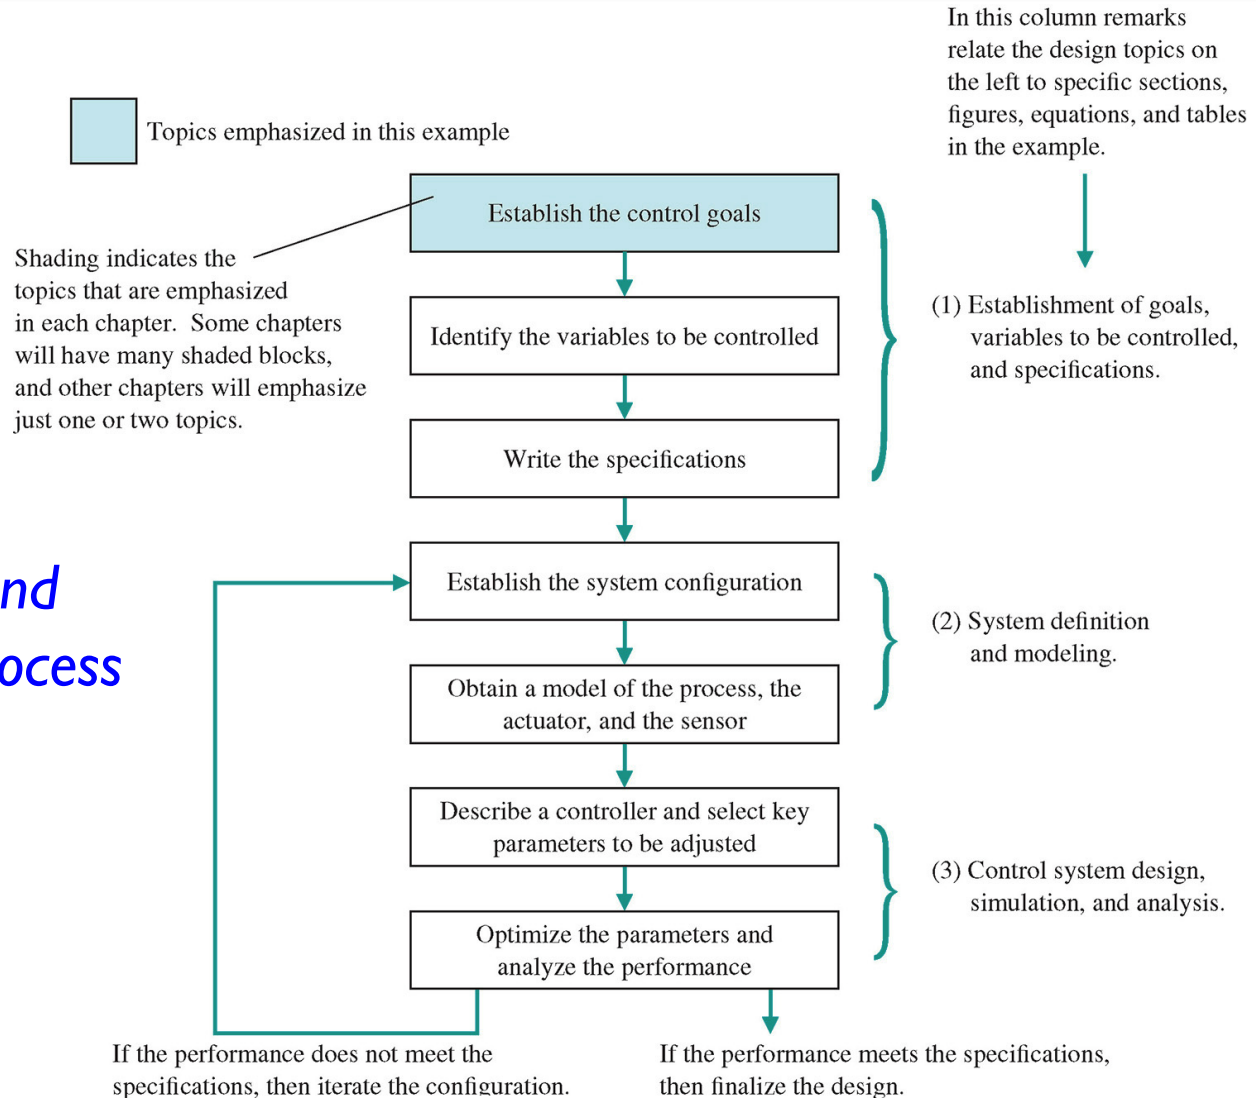 In this column remarks
relate the design topics on
the left to specific sections,
figures, equations, and tables
in the example.
Topics emphasized in this example
Establish the control goals
Shading indicates the
topics that are emphasized
in each chapter. Some chapters
will have many shaded blocks,
and other chapters will emphasize
just one or two topics.
Identify the variables to be controlled
(1) Establishment of goals,
variables to be controlled,
and specifications.
Write the specifications
nd
ocess
Establish the system configuration
(2) System definition
and modeling.
Obtain a model of the process, the
actuator, and the sensor
Describe a controller and select key
parameters to be adjusted
(3) Control system design,
simulation, and analysis.
Optimize the parameters and
analyze the performance
If the performance does not meet the
specifications, then iterate the configuration.
If the performance meets the specifications,
then finalize the design.